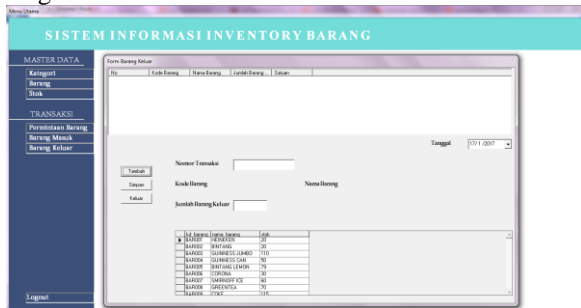 Menu Utama
SISTEM INFORMASI INVENTORY BARANG
MASTER DATA
Kategori
Barang
Stok
TRANSAKSI
Permintaan Barang
Barang Masuk
Barang Keluar
Logout
Form Barang Keluar
No Kode Barang Nama Barang Jumlah Barang... Satuan
Tanggal 17/1 /2017
Nomor Transaksi
Tambah
Simpan
Keluar
Kode Barang Nama Barang
Jumlah Barang Keluar
kd_barang nama_barang stok
BAR001 HEINEKEN 20
BAR002 BINTANG 20
BAR003 GUINNESS JUMBO 110
BAR004 GUINNESS CAN 50
BAR005 BINTANG LEMON 79
BAR006 CORONA 30
BAR007 SMIRNOFF ICE 60
BAR008 GREENTEA 70
BAR009 COKE 115